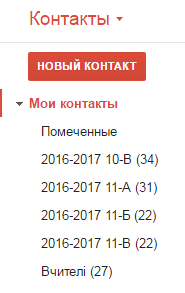 Контакты
НОВЫЙ КОНТАКТ
Мои контакты
Помеченные
2016-2017 10-В (34)
2016-2017 11-А (31)
2016-2017 11-Б (22)
2016-2017 11-В (22)
Вчителі (27)